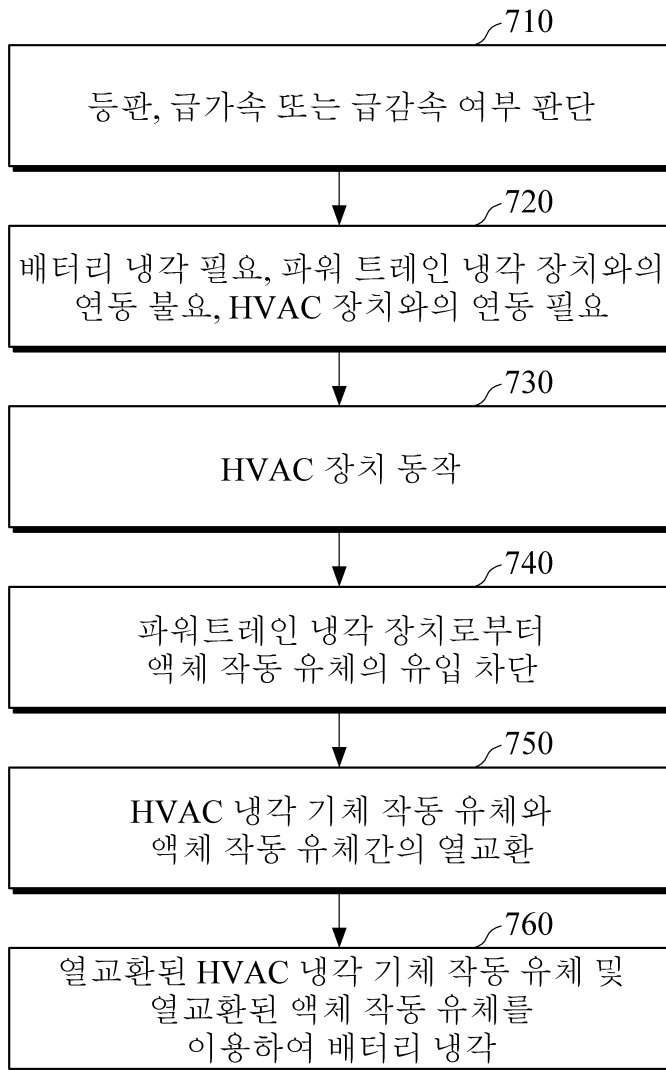 710
등판, 급가속 또는 급감속 여부 판단
720
배터리 냉각 필요, 파워 트레인 냉각 장치와의
연동 불요, HVAC 장치와의 연동 필요
730
HVAC 장치 동작
740
파워트레인 냉각 장치로부터
액체 작동 유체의 유입 차단
750
HVAC 냉각 기체 작동 유체와
액체 작동 유체간의 열교환
760
열교환된 HVAC 냉각 기체 작동 유체 및
열교환된 액체 작동 유체를
이용하여 배터리 냉각